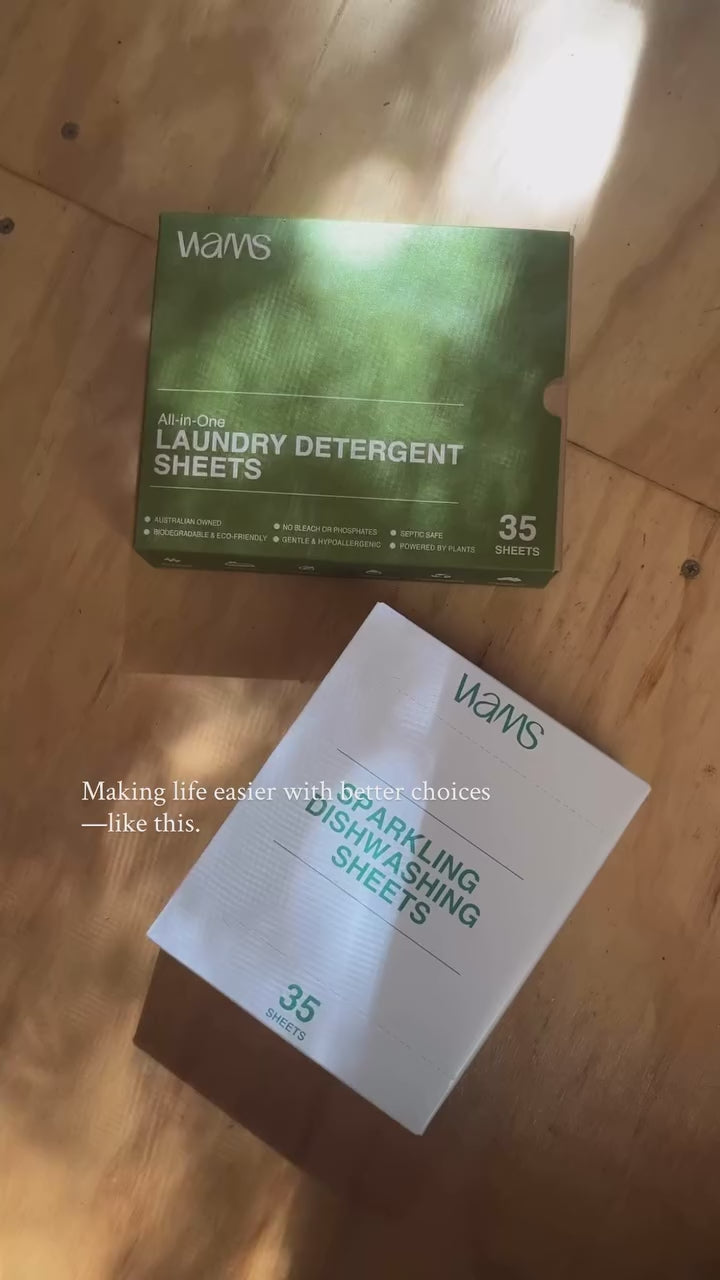 wams
All-in-One
LAUNDRY DETERGENT
SHEETS
AUSTRALIAN OWNED
BIODEGRADABLE & ECO-FRIENDLY
NO BLEACH OR PHOSPHATES
GENTLE & HYPOALLERGENIC
SEPTIC SAFE
POWERED BY PLANTS
35
SHEETS
wams
Making life easier with better choices
—like this.
SPARKLING
DISHWASHING
SHEETS
35
SHEETS